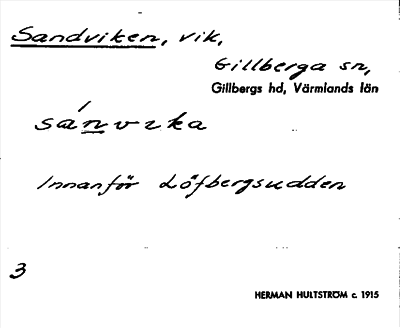 Sandviken, vik,
Gillberga sn,
Gillbergs hd, Värmlands län
sánvika
Innanför Löfbergsudden
3
HERMAN HULTSTRÖM c. 1915